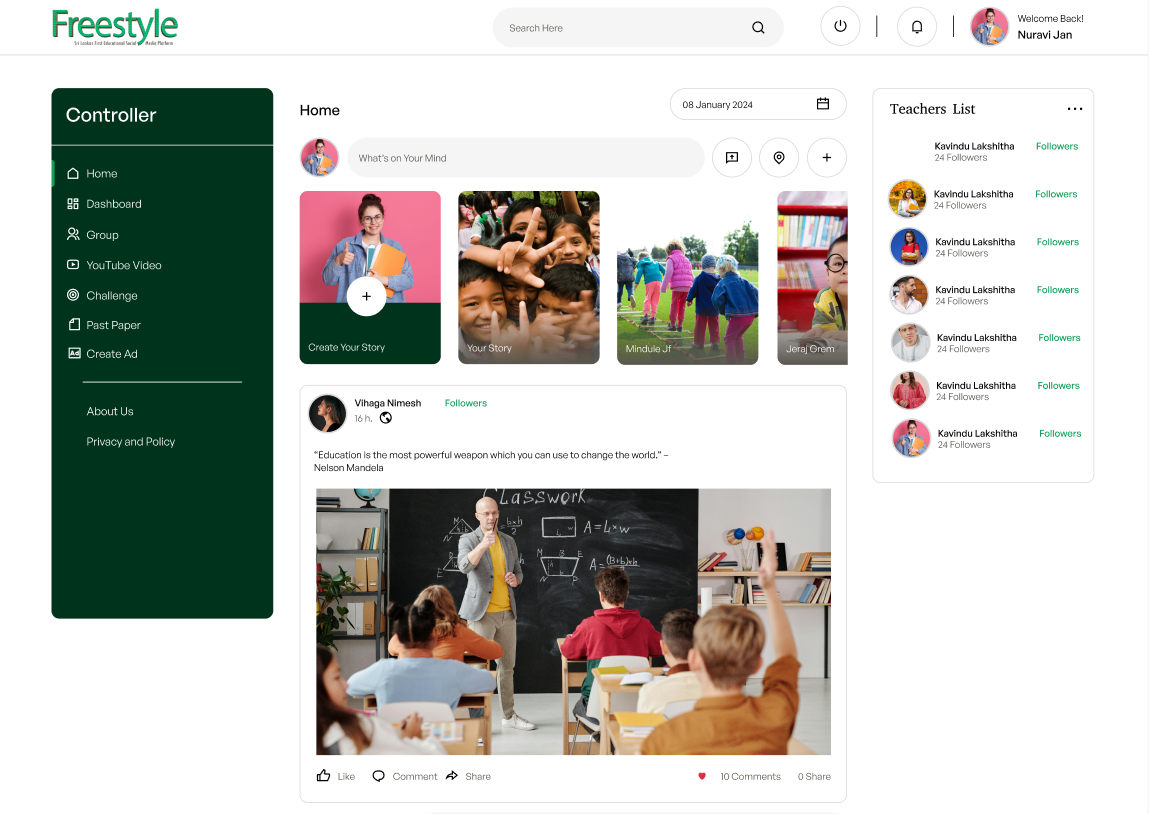 Freestyle
Sri Lankas First Educational Social Media Platform
Search Here
Welcome Back!
Nuravi Jan
Controller
Home
Dashboard
Group
YouTube Video
Challenge
Past Paper
Ad Create Ad
About Us
Privacy and Policy
Home
08 January 2024
What's on Your Mind
Create Your Story
Your Story
Mindule Jf
Jeraj Grem
Vihaga Nimesh Followers
16 h.
“Education is the most powerful weapon which you can use to change the world.” –
Nelson Mandela
Classwork
M
N
h
= b×h
2
w
L
A=L×w
D
E
h
M B E
A
N D
A= (B+b)×h
Like Comment Share
10 Comments 0 Share
Teachers List
Kavindu Lakshitha Followers
24 Followers
Kavindu Lakshitha Followers
24 Followers
Kavindu Lakshitha Followers
24 Followers
Kavindu Lakshitha Followers
24 Followers
Kavindu Lakshitha Followers
24 Followers
Kavindu Lakshitha Followers
24 Followers
Kavindu Lakshitha Followers
24 Followers